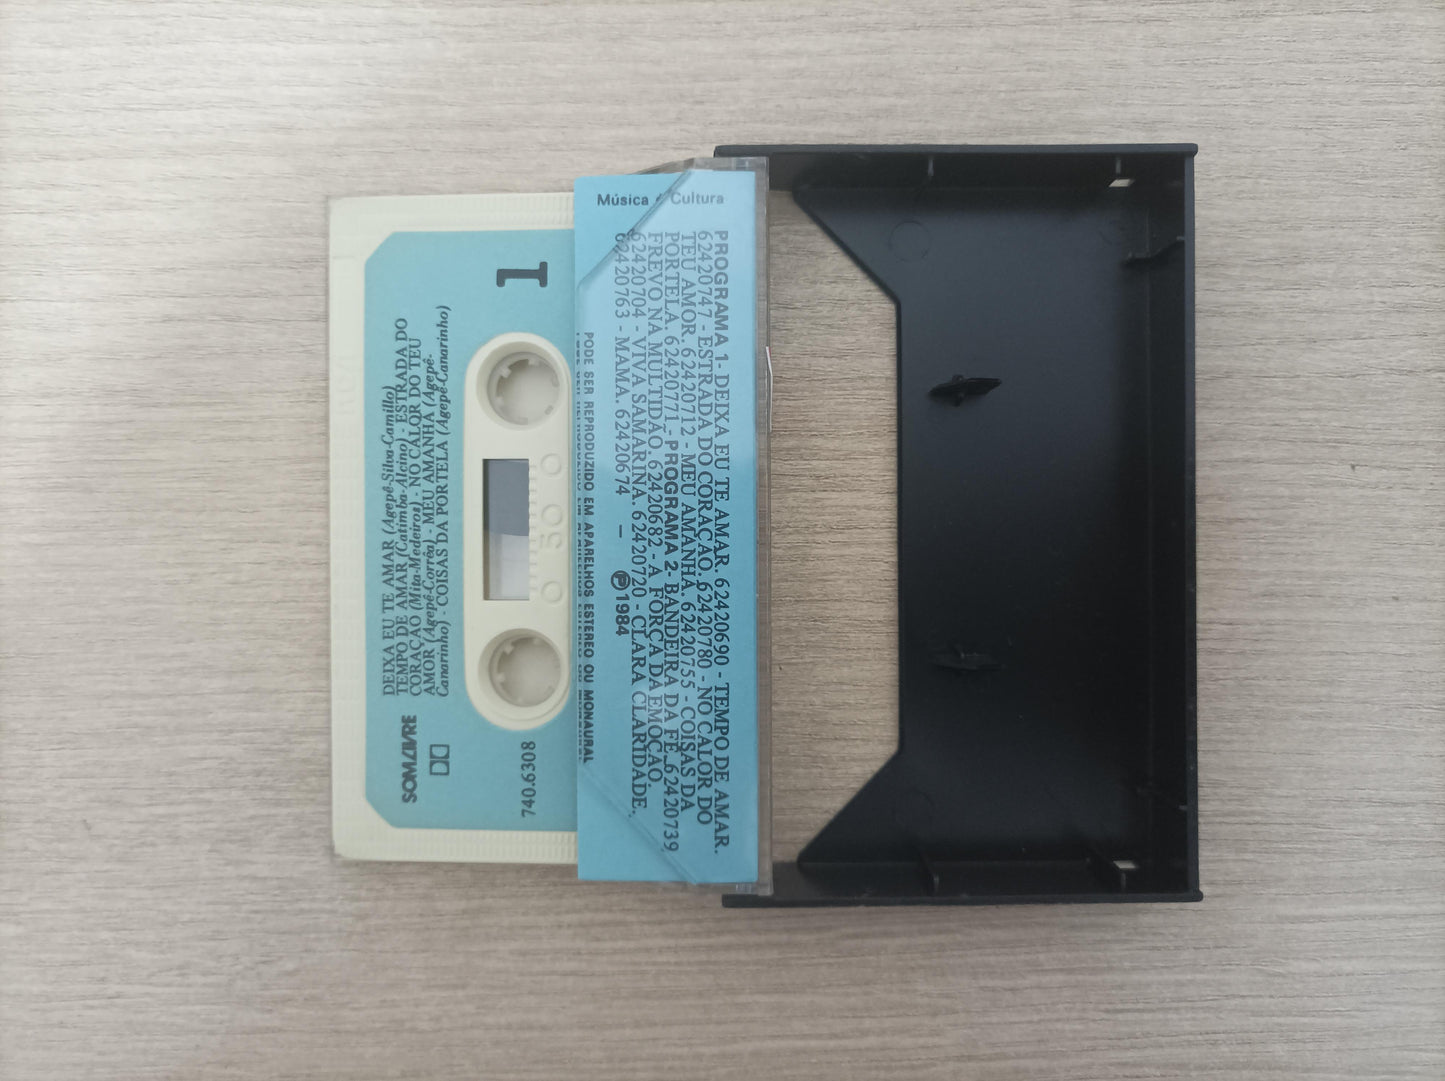 DEIXA EU TE AMAR (Agepê-Silva-Camillo)
TEMPO DE AMAR (Catimba-Alcino) - ESTRADA DO
CORAÇÃO (Mita-Medeiros) - NO CALOR DO TEU
AMOR (Agepê-Corrêa) - MEU AMANHÃ (Agepê-
Canarinho) - COISAS DA PORTELA (Agepê-Canarinho)
SOM LIVRE
1
740.6308
0 50 0
Música é Cultura
PROGRAMA 1- DEIXA EU TE AMAR. 62420690 - TEMPO DE AMAR.
62420747 - ESTRADA DO CORAÇÃO. 62420780 - NO CALOR DO
TEU AMOR. 62420712 - MEU AMANHÃ. 62420755 - COISAS DA
PORTELA. 62420771 - PROGRAMA 2- BANDEIRA DA FÉ. 62420739
FREVO NA MULTIDÃO. 62420682 - A FORÇA DA EMOÇÃO.
62420704 - VIVA SAMARINA. 62420720 - CLARA CLARIDADE.
62420763 - MAMA. 62420674 - Ⓟ 1984
PODE SER REPRODUZIDO EM APARELHOS ESTEREO OU MONAURAL